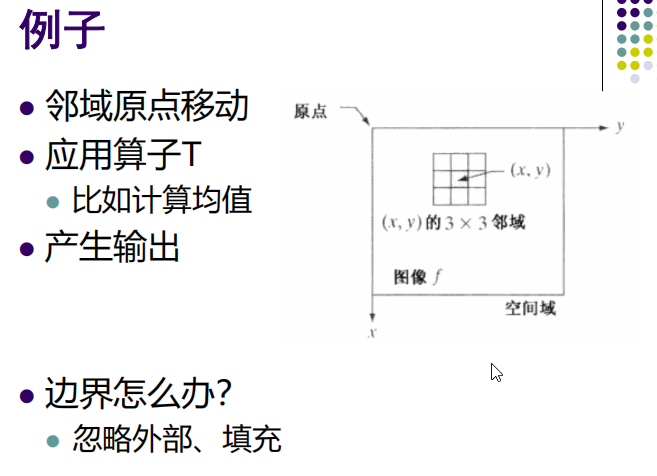 例子
邻域原点移动
应用算子T
比如计算均值
产生输出
原点
y
(x, y)
(x, y)的3 × 3邻域
图像 f
空间域
x
边界怎么办?
忽略外部、填充